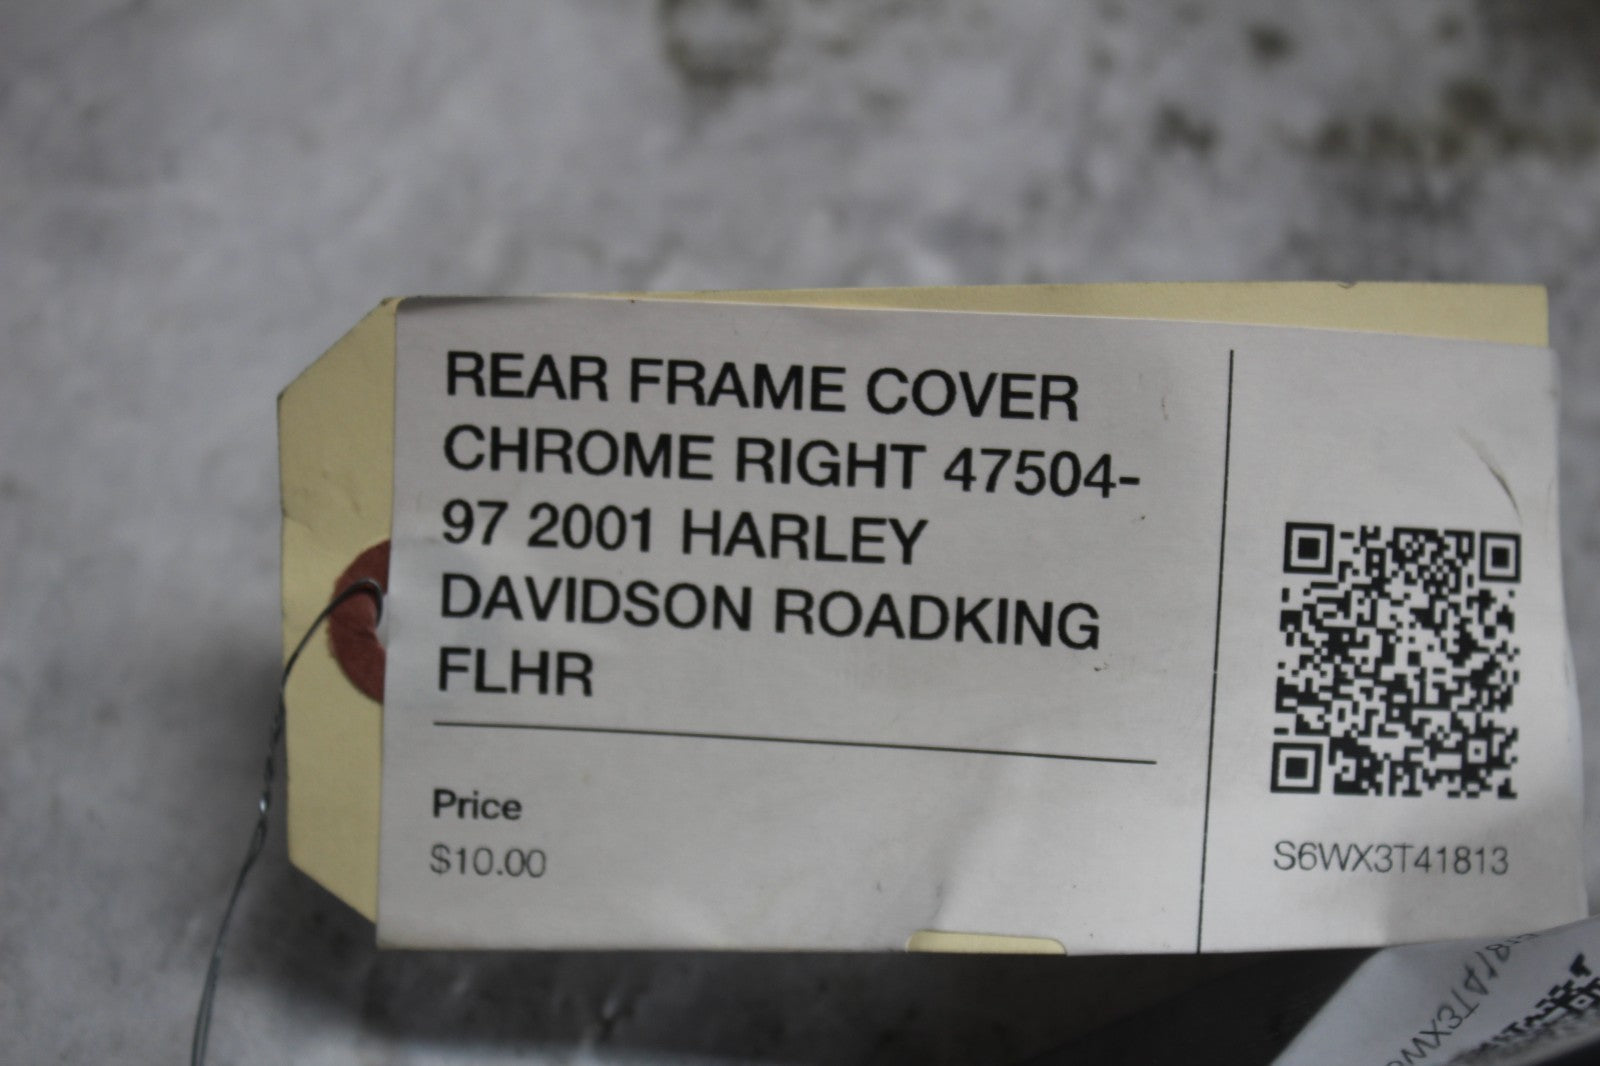 REAR FRAME COVER
CHROME RIGHT 47504-
97 2001 HARLEY
DAVIDSON ROADKING
FLHR
Price
$10.00
S6WX3T41813